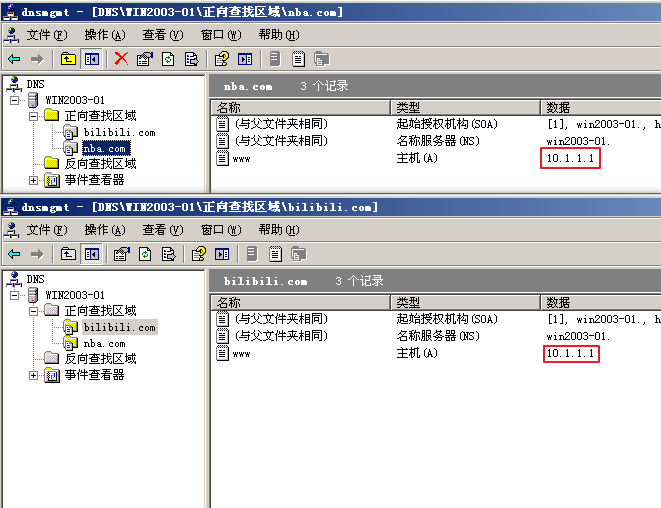 dnsmgmt - [DNS\WIN2003-01\正向查找区域\nba.com]
文件(F) 操作(A) 查看(V) 窗口(W) 帮助(H)
DNS
WIN2003-01
正向查找区域
bilibili.com
nba.com
反向查找区域
事件查看器
nba.com 3 个记录
名称 类型 数据
(与父文件夹相同) 起始授权机构(SOA) [1], win2003-01., h
(与父文件夹相同) 名称服务器(NS) win2003-01.
www 主机(A) 10.1.1.1
dnsmgmt - [DNS\WIN2003-01\正向查找区域\bilibili.com]
文件(F) 操作(A) 查看(V) 窗口(W) 帮助(H)
DNS
WIN2003-01
正向查找区域
bilibili.com
nba.com
反向查找区域
事件查看器
bilibili.com 3 个记录
名称 类型 数据
(与父文件夹相同) 起始授权机构(SOA) [1], win2003-01., h
(与父文件夹相同) 名称服务器(NS) win2003-01.
www 主机(A) 10.1.1.1